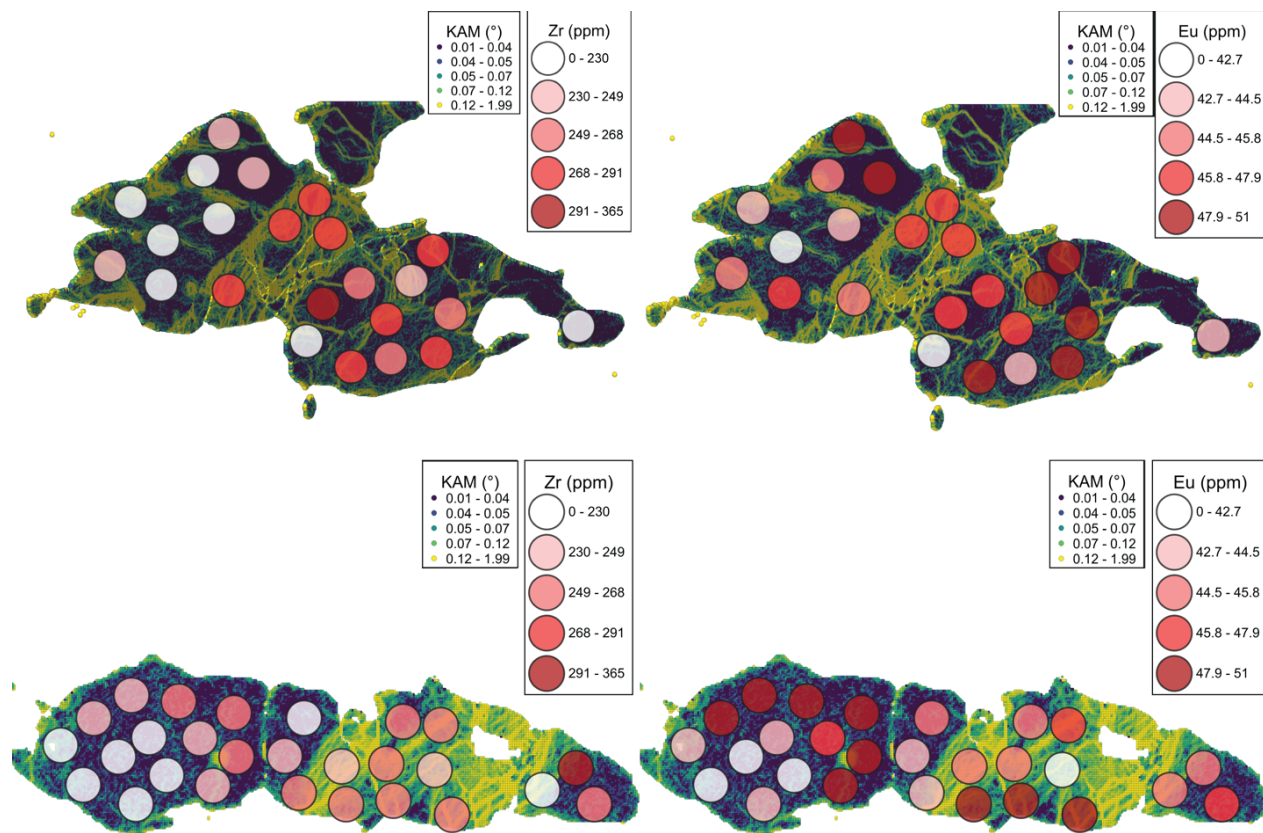 KAM (°)
0.01 - 0.04
0.04 - 0.05
0.05 - 0.07
0.07 - 0.12
0.12 - 1.99
Zr (ppm)
0 - 230
230 - 249
249 - 268
268 - 291
291 - 365
KAM (°)
0.01 - 0.04
0.04 - 0.05
0.05 - 0.07
0.07 - 0.12
0.12 - 1.99
Eu (ppm)
0 - 42.7
42.7 - 44.5
44.5 - 45.8
45.8 - 47.9
47.9 - 51
KAM (°)
0.01 - 0.04
0.04 - 0.05
0.05 - 0.07
0.07 - 0.12
0.12 - 1.99
Zr (ppm)
0 - 230
230 - 249
249 - 268
268 - 291
291 - 365
KAM (°)
0.01 - 0.04
0.04 - 0.05
0.05 - 0.07
0.07 - 0.12
0.12 - 1.99
Eu (ppm)
0 - 42.7
42.7 - 44.5
44.5 - 45.8
45.8 - 47.9
47.9 - 51